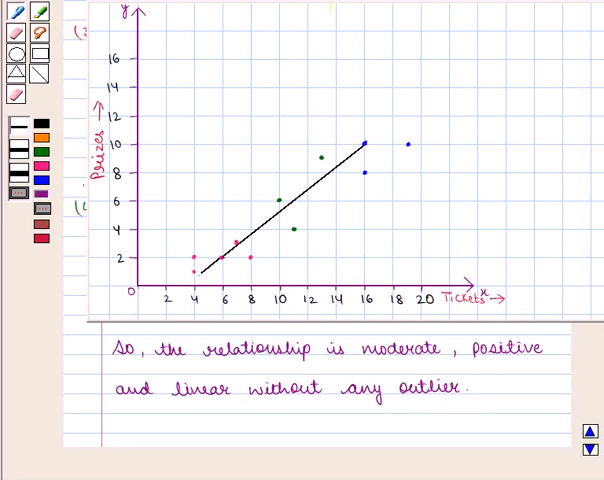 y
16
14
12
10
8
6
4
2
Prizes →
0 2 4 6 8 10 12 14 16 18 20
x
Tickets →
So, the relationship is moderate, positive
and linear without any outlier.